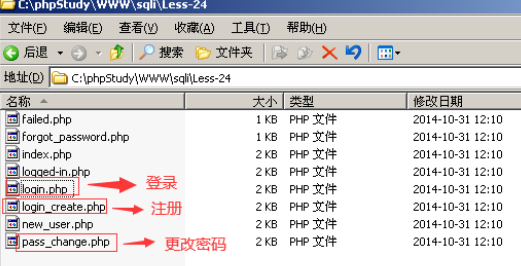 C:\phpStudy\WWW\sqli\Less-24
文件(F) 编辑(E) 查看(V) 收藏(A) 工具(T) 帮助(H)
后退 搜索 文件夹
地址(D) C:\phpStudy\WWW\sqli\Less-24
名称 大小 类型 修改日期
failed.php 1 KB PHP 文件 2014-10-31 12:10
forgot_password.php 1 KB PHP 文件 2014-10-31 12:10
index.php 2 KB PHP 文件 2014-10-31 12:10
logged-in.php 2 KB PHP 文件 2014-10-31 12:10
login.php 登录 2 KB PHP 文件 2014-10-31 12:10
login_create.php 注册 2 KB PHP 文件 2014-10-31 12:10
new_user.php 2 KB PHP 文件 2014-10-31 12:10
pass_change.php 更改密码 2 KB PHP 文件 2014-10-31 12:10